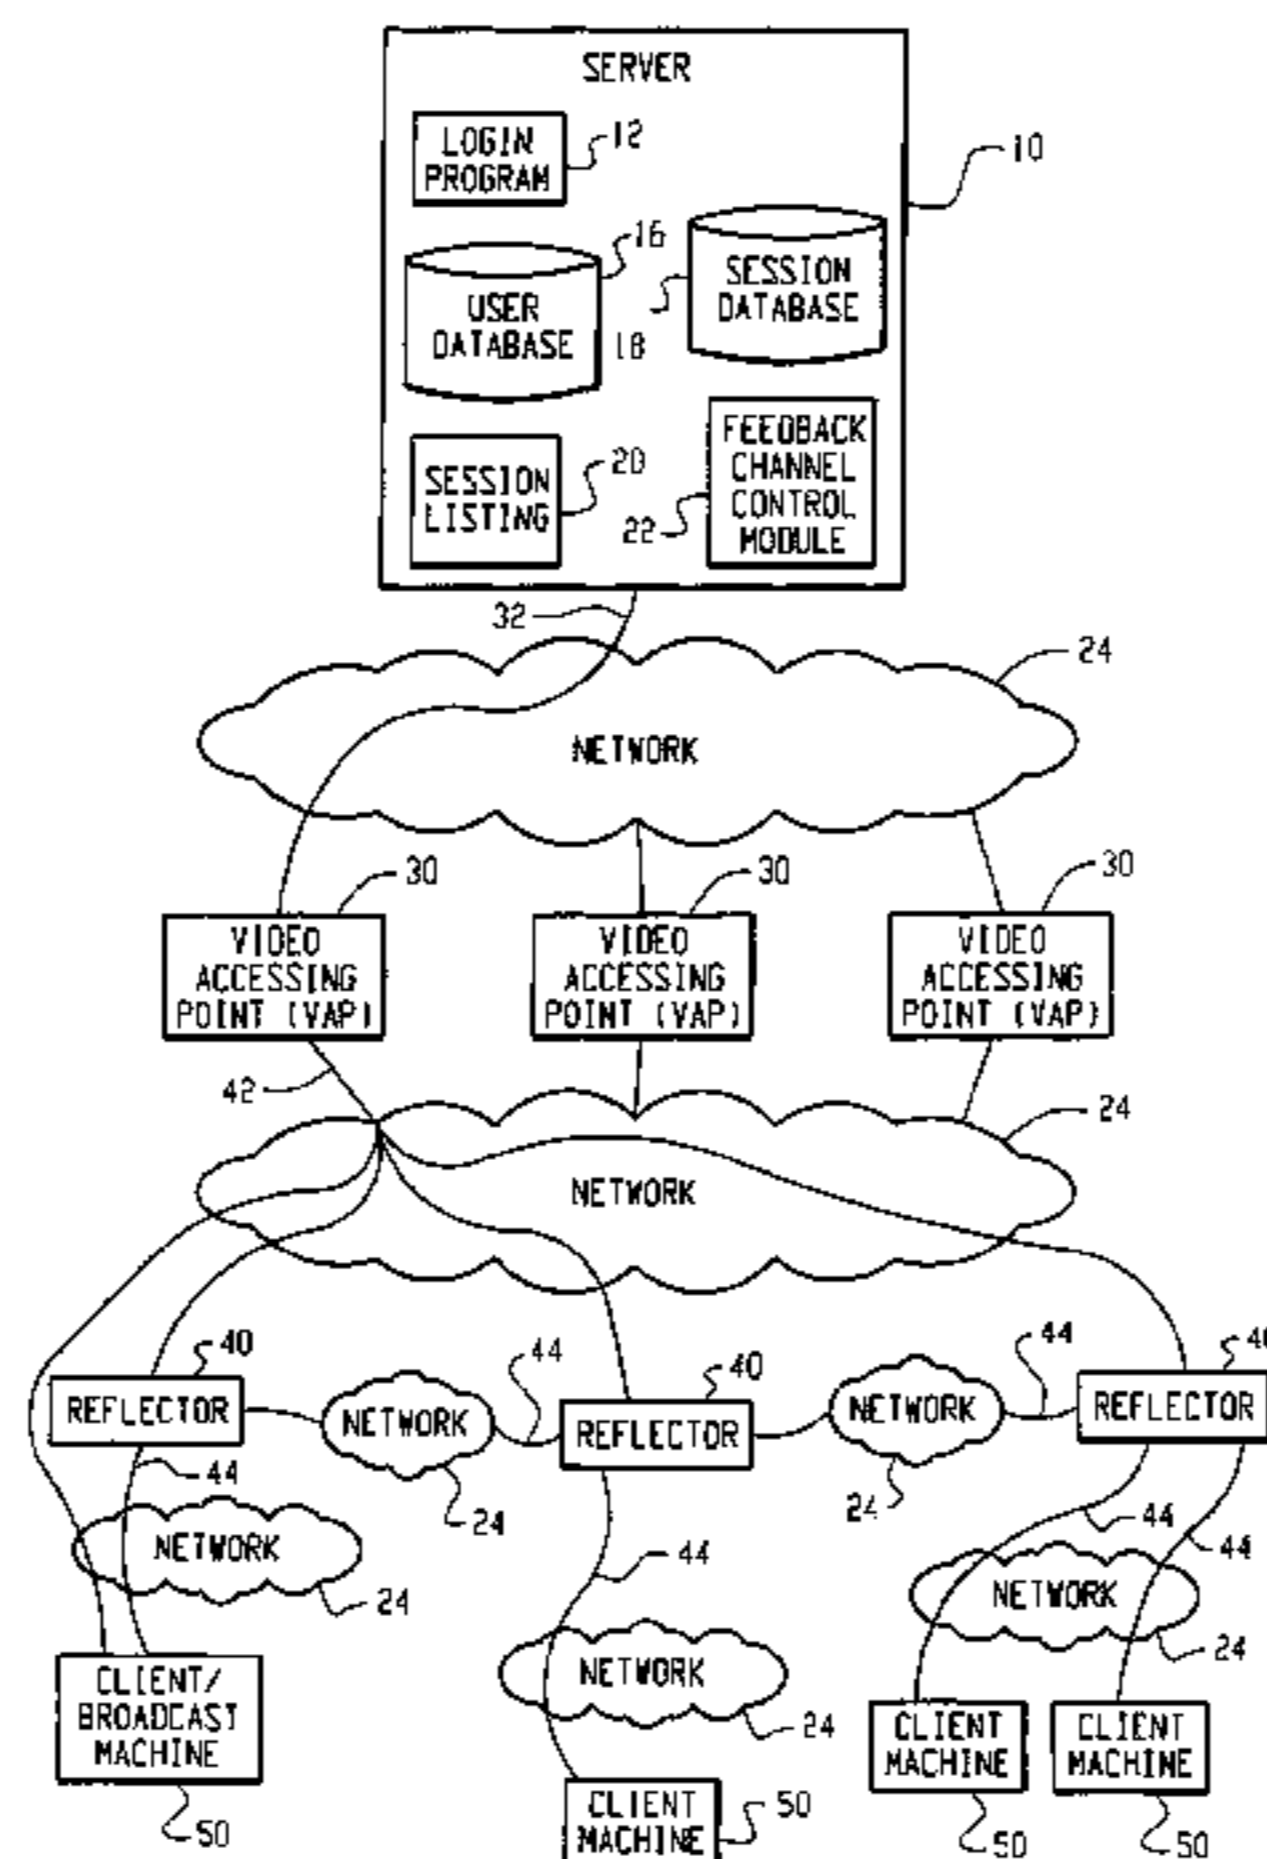 SERVER
LOGIN
PROGRAM
12
10
16
USER
DATABASE
18
SESSION
DATABASE
SESSION
LISTING
20
FEEDBACK
CHANNEL
CONTROL
MODULE
22
32
24
NETWORK
30
30
30
VIDEO
ACCESSING
POINT (VAP)
VIDEO
ACCESSING
POINT (VAP)
VIDEO
ACCESSING
POINT (VAP)
42
24
NETWORK
40
REFLECTOR
NETWORK
24
44
40
REFLECTOR
NETWORK
24
44
REFLECTOR
44
NETWORK
24
44
NETWORK
24
44
44
NETWORK
24
CLIENT/
BROADCAST
MACHINE
50
CLIENT
MACHINE
50
CLIENT
MACHINE
50
CLIENT
MACHINE
50